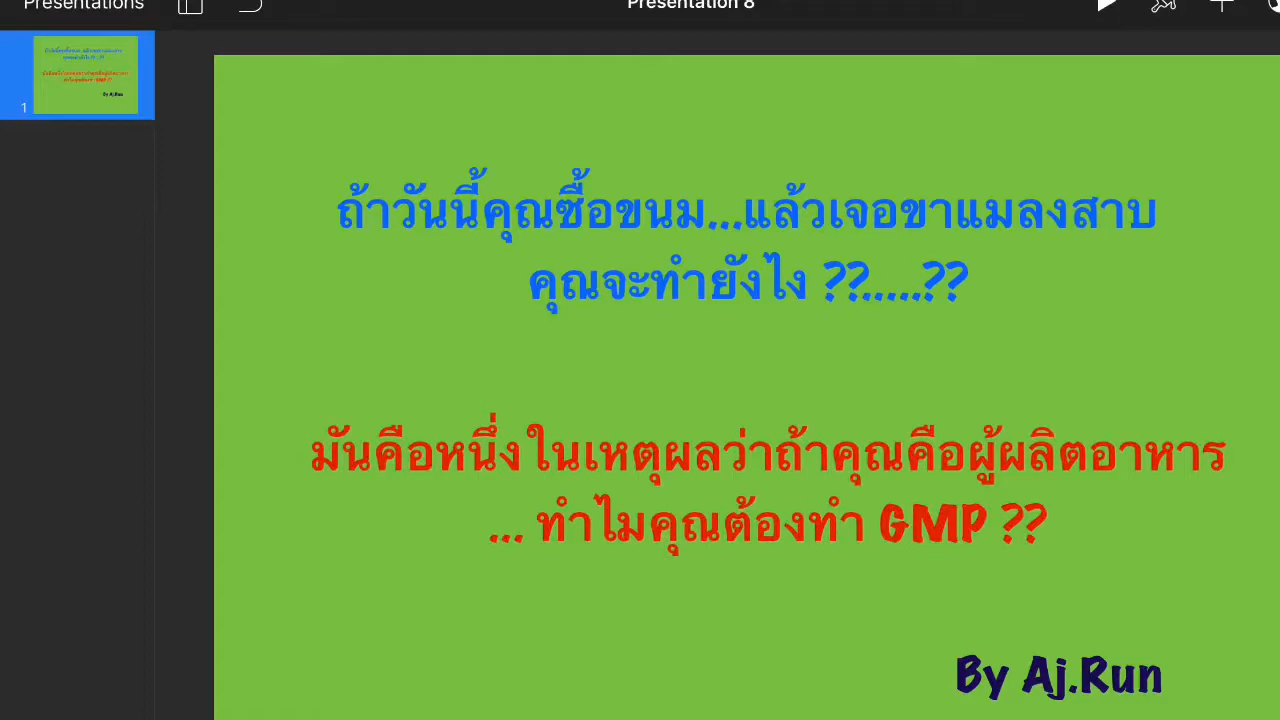 Presentations
Presentation 8
1
ถ้าวันนี้คุณซื้อขนม...แล้วเจอขาแมลงสาบ
คุณจะทำยังไง ??.....??
มันคือหนึ่งในเหตุผลว่าถ้าคุณคือผู้ผลิตอาหาร
... ทำไมคุณต้องทำ GMP ??
By Aj.Run